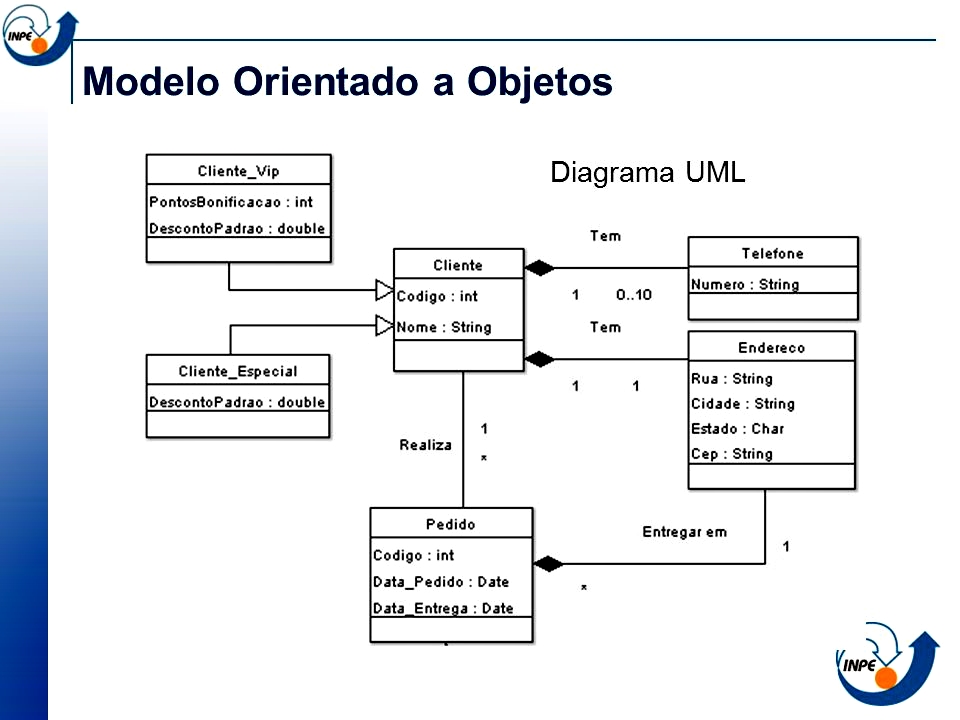 INPE
Modelo Orientado a Objetos
Diagrama UML
Cliente_Vip
PontosBonificacao : int
DescontoPadrao : double
Cliente
Codigo : int
Nome : String
Tem
1 0..10
Telefone
Numero : String
Tem
1 1
Endereco
Rua : String
Cidade : String
Estado : Char
Cep : String
Cliente_Especial
DescontoPadrao : double
Realiza
1
*
Pedido
Codigo : int
Data_Pedido : Date
Data_Entrega : Date
Entregar em
1
*
INPE